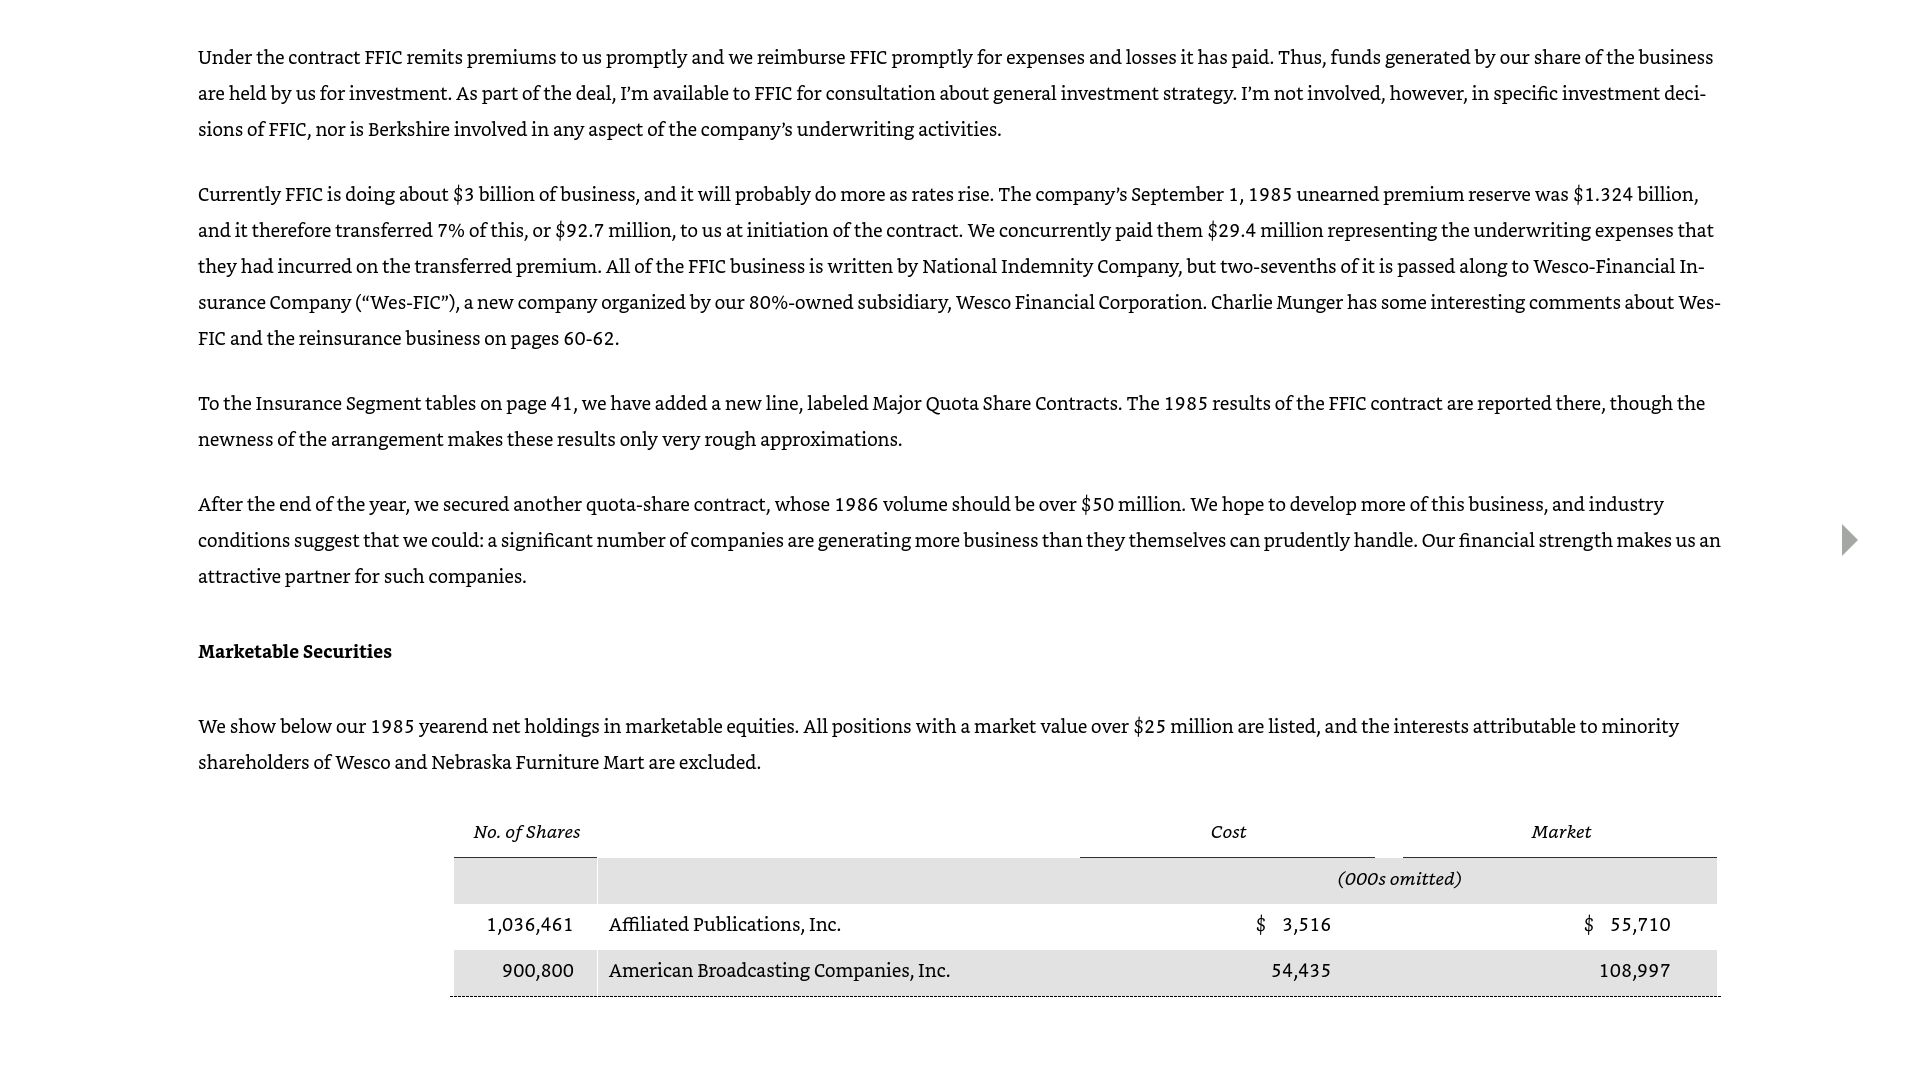 Under the contract FFIC remits premiums to us promptly and we reimburse FFIC promptly for expenses and losses it has paid. Thus, funds generated by our share of the business
are held by us for investment. As part of the deal, I’m available to FFIC for consultation about general investment strategy. I’m not involved, however, in specific investment deci-
sions of FFIC, nor is Berkshire involved in any aspect of the company’s underwriting activities.
Currently FFIC is doing about $3 billion of business, and it will probably do more as rates rise. The company’s September 1, 1985 unearned premium reserve was $1.324 billion,
and it therefore transferred 7% of this, or $92.7 million, to us at initiation of the contract. We concurrently paid them $29.4 million representing the underwriting expenses that
they had incurred on the transferred premium. All of the FFIC business is written by National Indemnity Company, but two-sevenths of it is passed along to Wesco-Financial In-
surance Company (“Wes-FIC”), a new company organized by our 80%-owned subsidiary, Wesco Financial Corporation. Charlie Munger has some interesting comments about Wes-
FIC and the reinsurance business on pages 60-62.
To the Insurance Segment tables on page 41, we have added a new line, labeled Major Quota Share Contracts. The 1985 results of the FFIC contract are reported there, though the
newness of the arrangement makes these results only very rough approximations.
After the end of the year, we secured another quota-share contract, whose 1986 volume should be over $50 million. We hope to develop more of this business, and industry
conditions suggest that we could: a significant number of companies are generating more business than they themselves can prudently handle. Our financial strength makes us an
attractive partner for such companies.
Marketable Securities
We show below our 1985 yearend net holdings in marketable equities. All positions with a market value over $25 million are listed, and the interests attributable to minority
shareholders of Wesco and Nebraska Furniture Mart are excluded.
No. of Shares Cost Market
(000s omitted)
1,036,461 Affiliated Publications, Inc. $ 3,516 $ 55,710
900,800 American Broadcasting Companies, Inc. 54,435 108,997